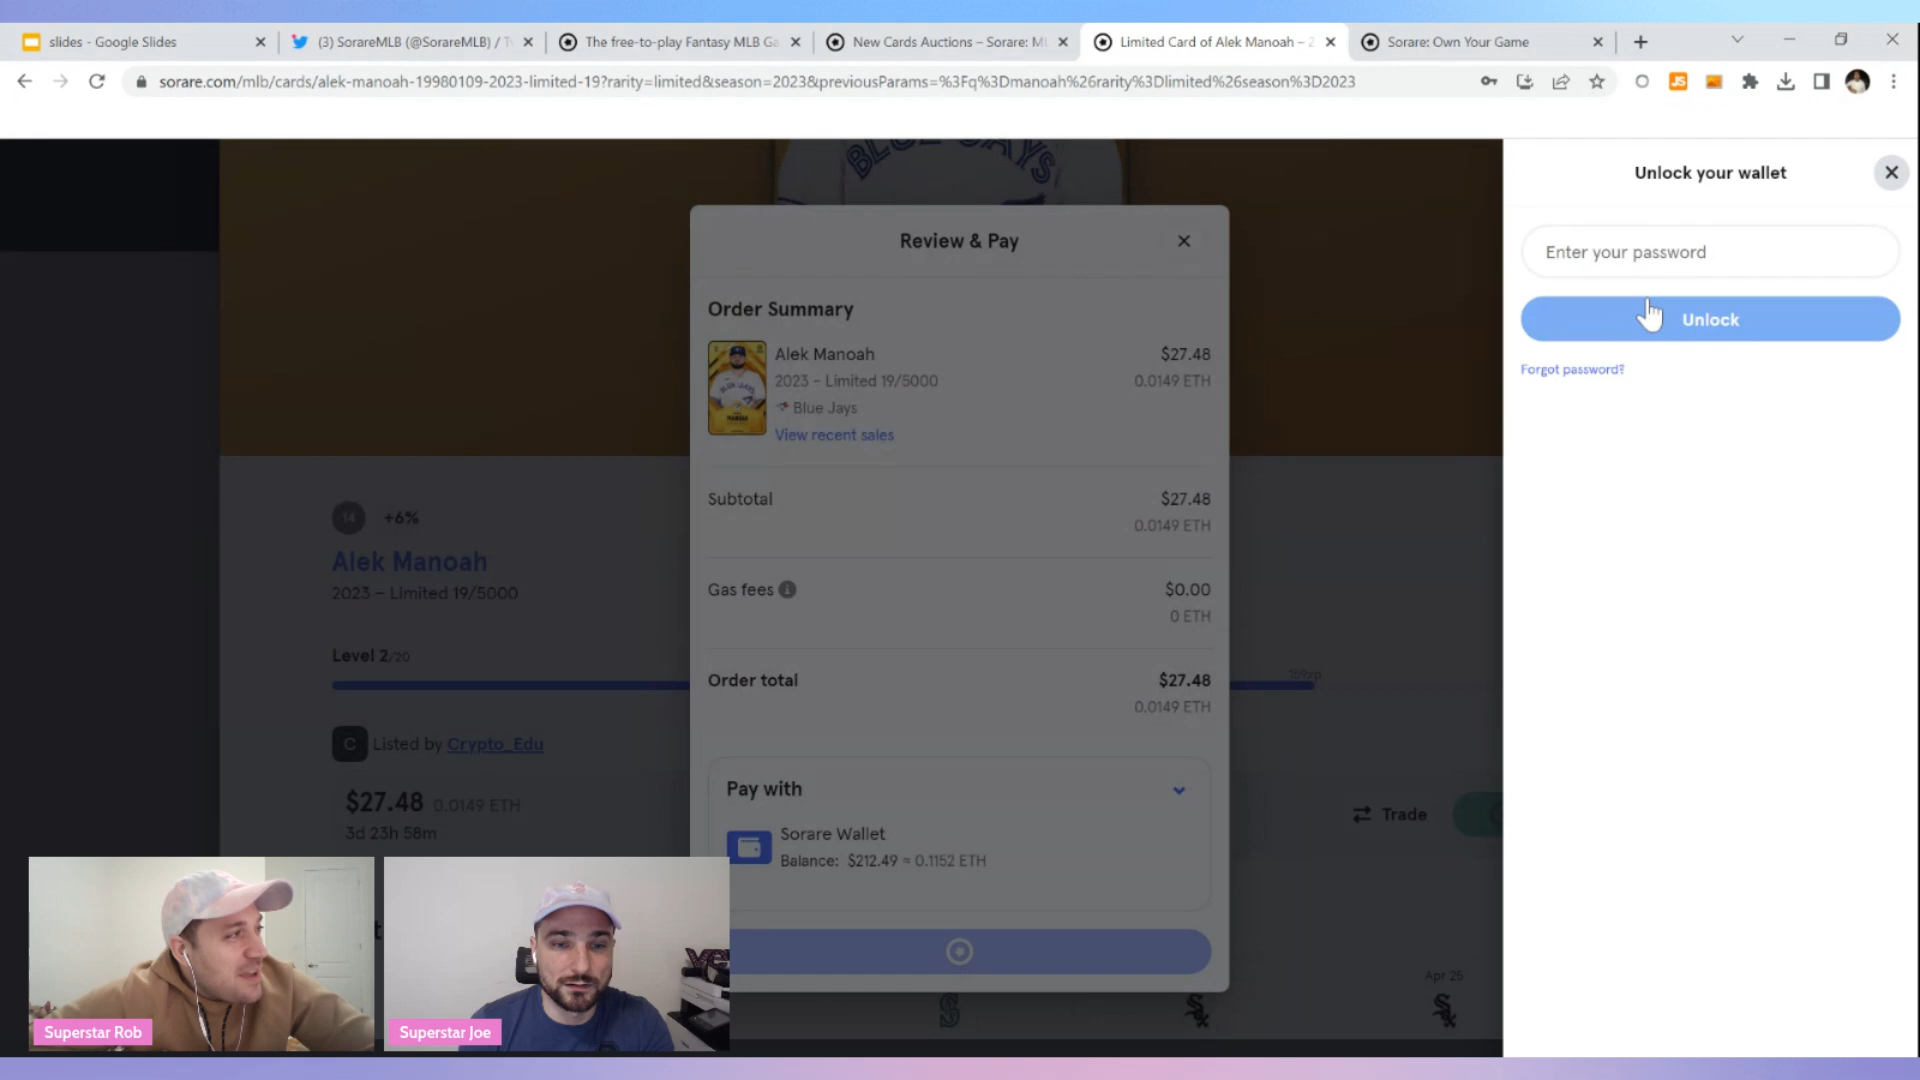 slides - Google Slides
(3) SorareMLB (@SorareMLB) / Tw
The free-to-play Fantasy MLB Ga
New Cards Auctions – Sorare: ML
Limited Card of Alek Manoah – 2
Sorare: Own Your Game
sorare.com/mlb/cards/alek-manoah-19980109-2023-limited-19?rarity=limited&season=2023&previousParams=%3Fq%3Dmanoah%26rarity%3Dlimited%26season%3D2023
JS
BLUE JAYS
Unlock your wallet
Enter your password
Unlock
Forgot password?
Review & Pay
Order Summary
Alek Manoah
$27.48
2023 – Limited 19/5000
0.0149 ETH
Blue Jays
View recent sales
Subtotal
$27.48
0.0149 ETH
Gas fees
$0.00
0 ETH
Order total
$27.48
0.0149 ETH
Pay with
Sorare Wallet
Balance: $212.49 ≈ 0.1152 ETH
14 +6%
Alek Manoah
2023 – Limited 19/5000
Level 2/20
C Listed by Crypto_Edu
$27.48 0.0149 ETH
3d 23h 58m
Trade
Apr 25
Superstar Rob
Superstar Joe